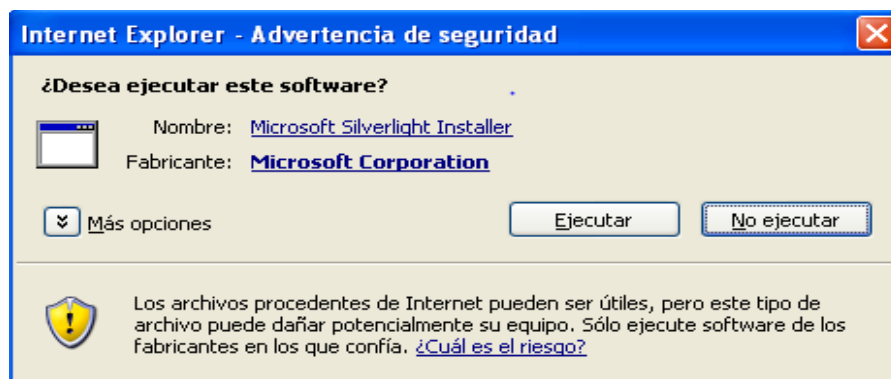 Internet Explorer - Advertencia de seguridad
¿Desea ejecutar este software?
Nombre: Microsoft Silverlight Installer
Fabricante: Microsoft Corporation
Más opciones Ejecutar No ejecutar
Los archivos procedentes de Internet pueden ser útiles, pero este tipo de
archivo puede dañar potencialmente su equipo. Sólo ejecute software de los
fabricantes en los que confía. ¿Cuál es el riesgo?